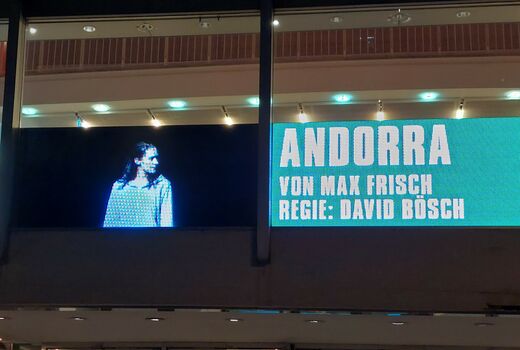 ANDORRA
VON MAX FRISCH
REGIE: DAVID BÖSCH